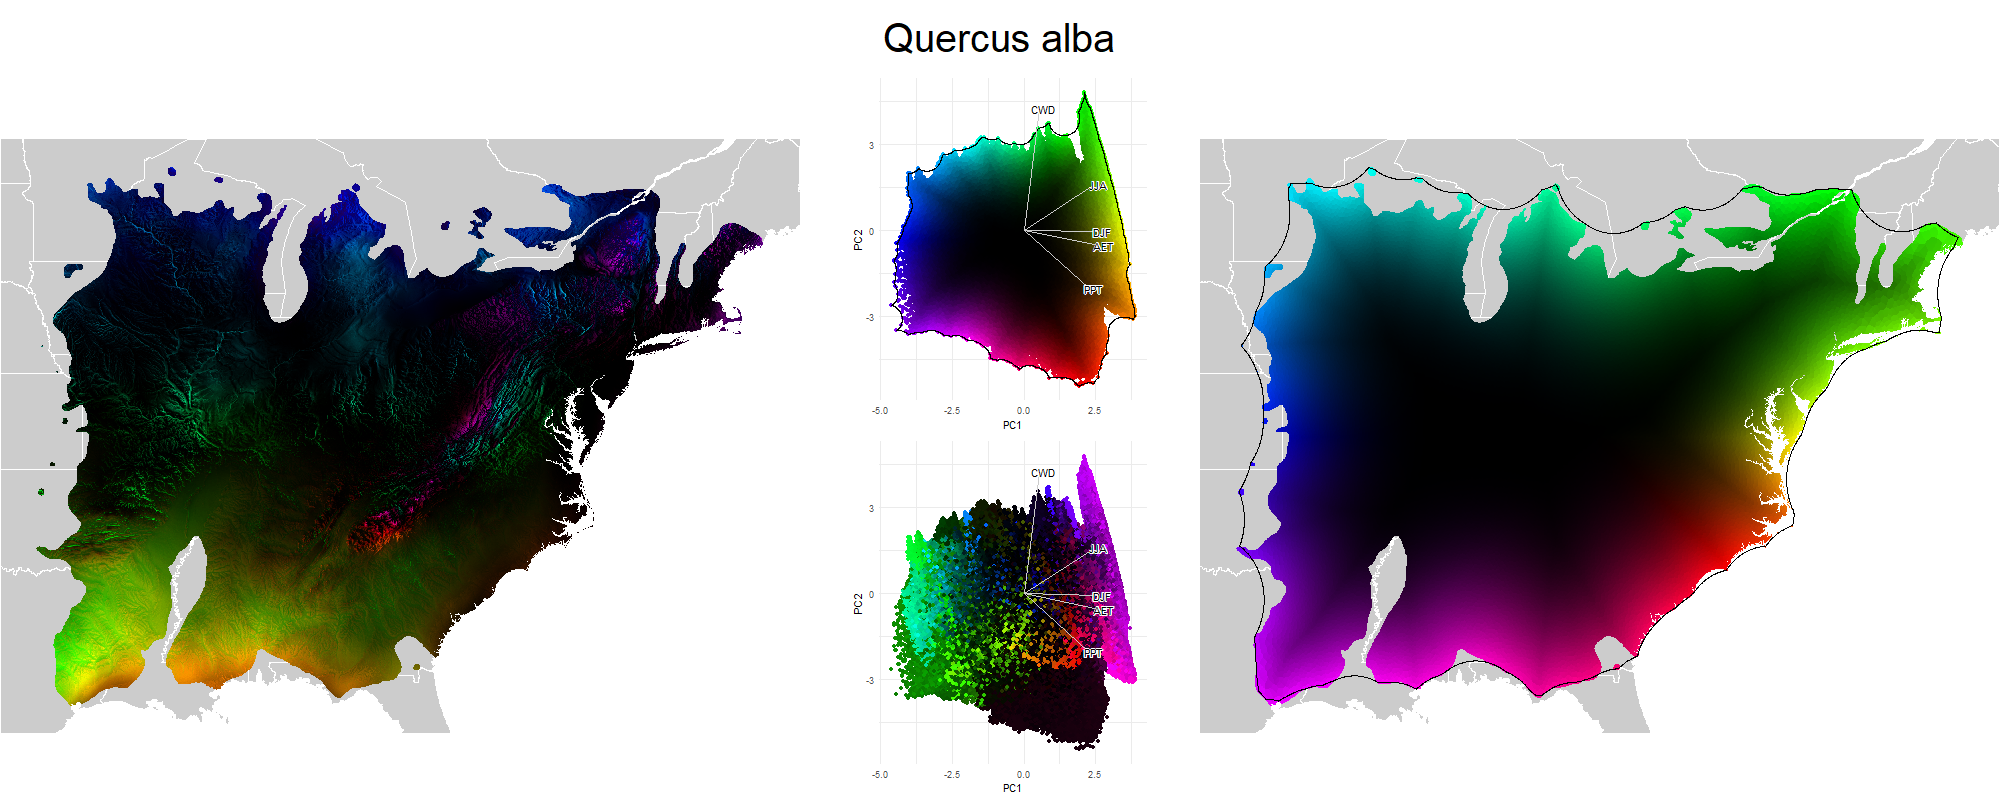 Quercus alba
CWD
3
JJA
PC2
0
DJF
AET
PPT
-3
-5.0
-2.5
0.0
2.5
PC1
CWD
3
JJA
PC2
0
DJF
AET
PPT
-3
-5.0
-2.5
0.0
2.5
PC1